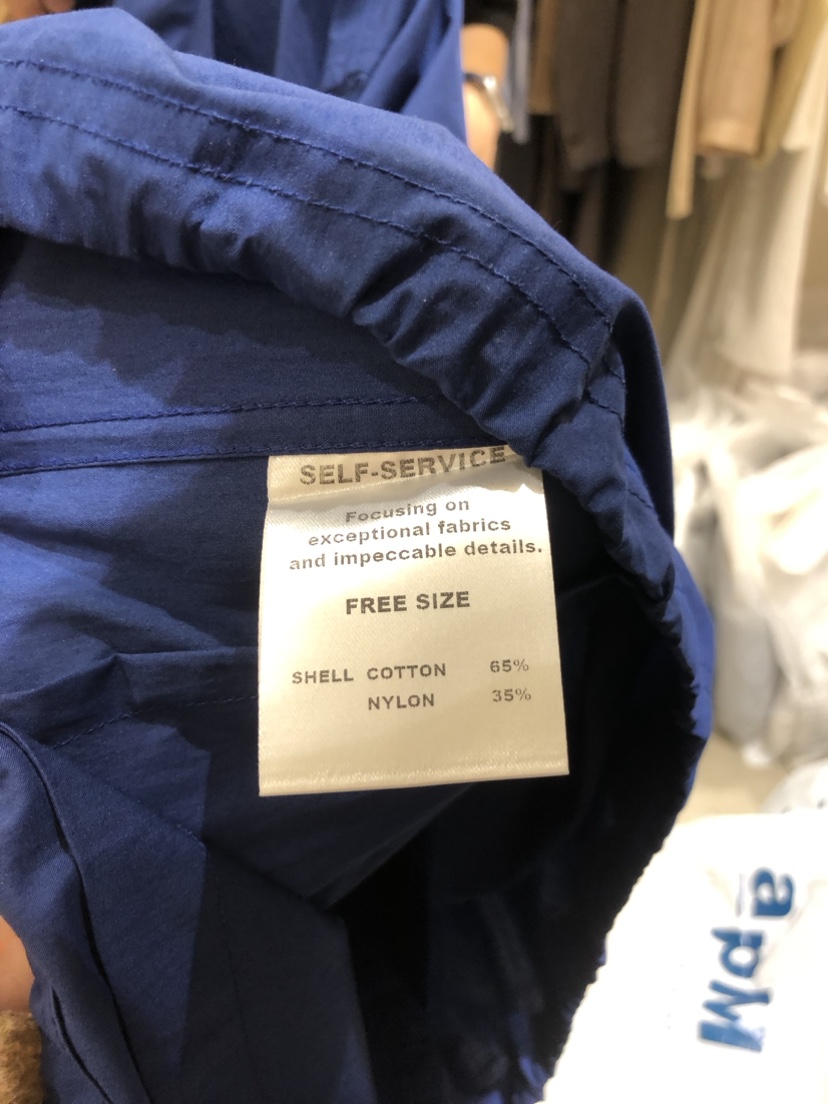 SELF-SERVICE
Focusing on
exceptional fabrics
and impeccable details.
FREE SIZE
SHELL COTTON 65%
NYLON 35%
apM